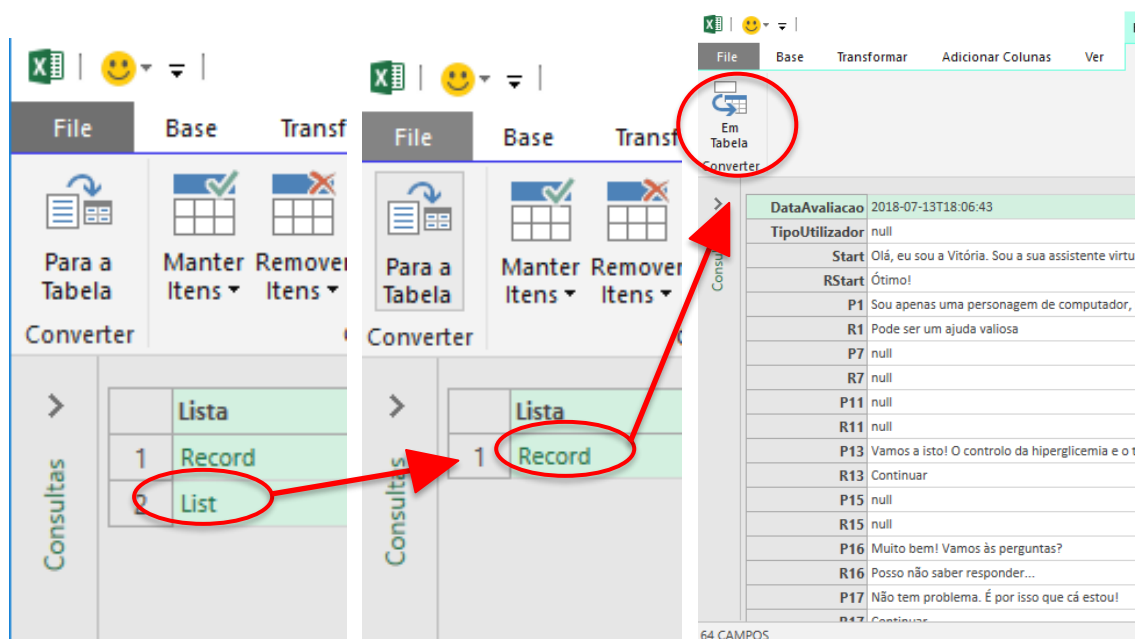 File Base Transf
Para a
Tabela
Manter
Itens
Remover
Itens
Converter
Consultas
Lista
1 Record
2 List
File Base Transf
Para a
Tabela
Manter
Itens
Remover
Itens
Converter
Consultas
Lista
1 Record
File Base Transformar Adicionar Colunas Ver
Em
Tabela
Converter
Consu
DataAvaliacao 2018-07-13T18:06:43
TipoUtilizador null
Start Olá, eu sou a Vitória. Sou a sua assistente virtu
RStart Ótimo!
P1 Sou apenas uma personagem de computador,
R1 Pode ser um ajuda valiosa
P7 null
R7 null
P11 null
R11 null
P13 Vamos a isto! O controlo da hiperglicemia e o t
R13 Continuar
P15 null
R15 null
P16 Muito bem! Vamos às perguntas?
R16 Posso não saber responder...
P17 Não tem problema. É por isso que cá estou!
R17 Continuar
64 CAMPOS